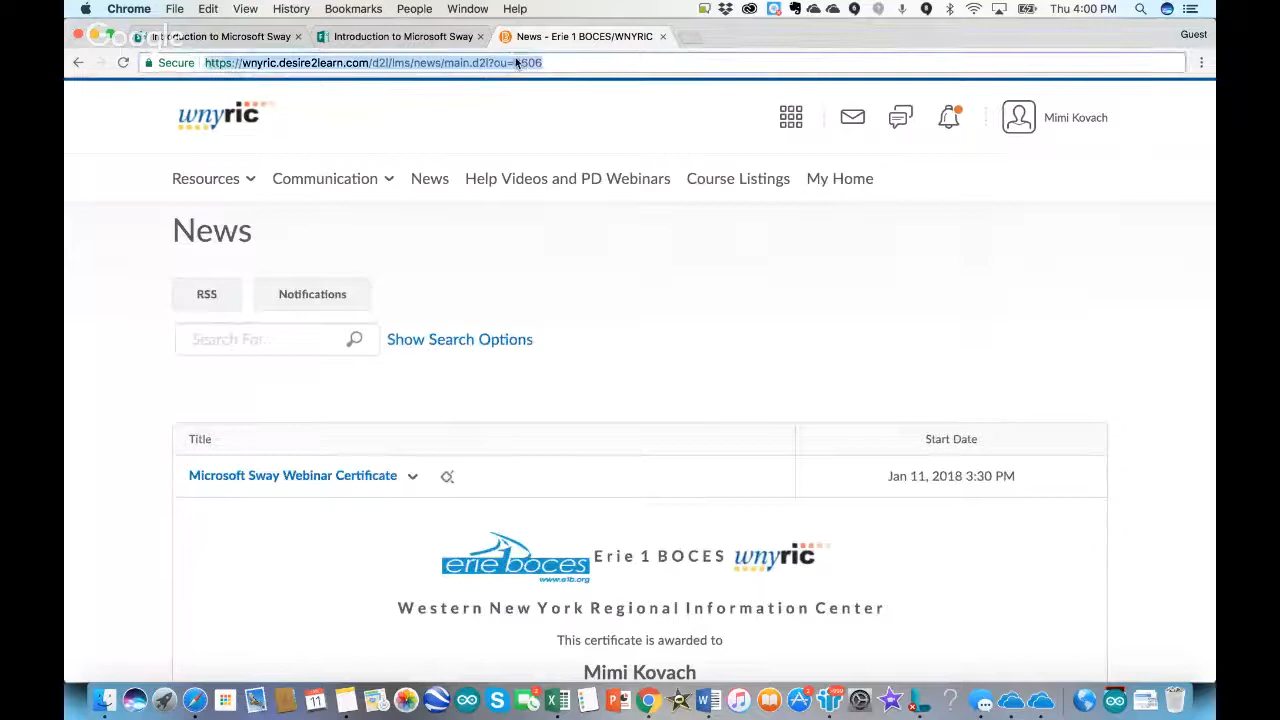 Chrome File Edit View History Bookmarks People Window Help Thu 4:00 PM
Google
Introduction to Microsoft Sway × Introduction to Microsoft Sway × News - Erie 1 BOCES/WNYRIC × Guest
Secure https://wnyric.desire2learn.com/d2l/lms/news/main.d2l?ou=6606
wnyric
Mimi Kovach
Resources Communication News Help Videos and PD Webinars Course Listings My Home
News
RSS Notifications
Search For... Show Search Options
Title Start Date
Microsoft Sway Webinar Certificate Jan 11, 2018 3:30 PM
erie boces Erie 1 BOCES wnyric
www.e1b.org
Western New York Regional Information Center
This certificate is awarded to
Mimi Kovach